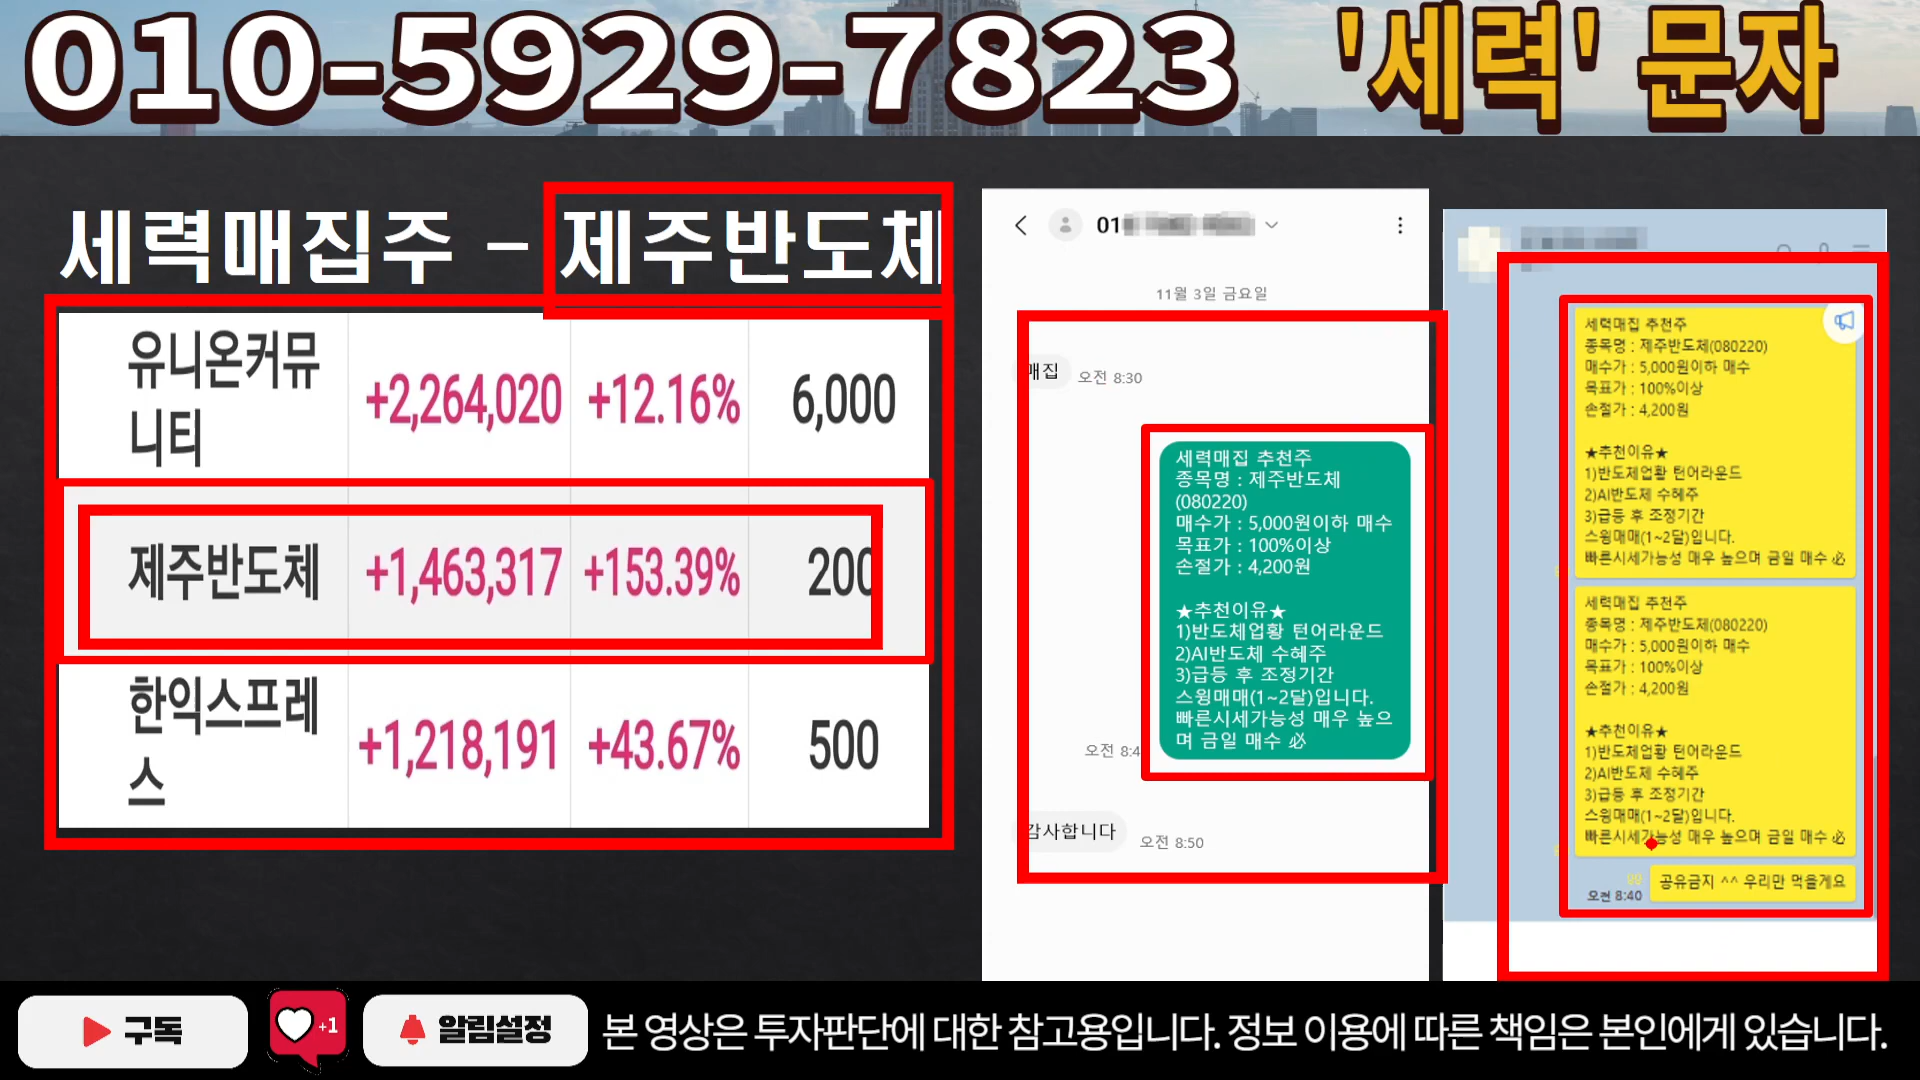 010-5929-7823 '세력' 문자
세력매집주 – 제주반도체
유니온커뮤
니티
+2,264,020
+12.16%
6,000
제주반도체
+1,463,317
+153.39%
200
한익스프레
스
+1,218,191
+43.67%
500
01
11월 3일 금요일
매집
오전 8:30
세력매집 추천주
종목명 : 제주반도체
(080220)
매수가 : 5,000원이하 매수
목표가 : 100%이상
손절가 : 4,200원
★추천이유★
1)반도체업황 턴어라운드
2)AI반도체 수혜주
3)급등 후 조정기간
스윙매매(1~2달)입니다.
빠른시세가능성 매우 높으
며 금일 매수 必
오전 8:4
감사합니다
오전 8:50
세력매집 추천주
종목명 : 제주반도체(080220)
매수가 : 5,000원이하 매수
목표가 : 100%이상
손절가 : 4,200원
★추천이유★
1)반도체업황 턴어라운드
2)AI반도체 수혜주
3)급등 후 조정기간
스윙매매(1~2달)입니다.
빠른시세가능성 매우 높으며 금일 매수 必
세력매집 추천주
종목명 : 제주반도체(080220)
매수가 : 5,000원이하 매수
목표가 : 100%이상
손절가 : 4,200원
★추천이유★
1)반도체업황 턴어라운드
2)AI반도체 수혜주
3)급등 후 조정기간
스윙매매(1~2달)입니다.
빠른시세가능성 매우 높으며 금일 매수 必
오전 8:40
공유금지 ^^ 우리만 먹을게요
구독
+1
알림설정
본 영상은 투자판단에 대한 참고용입니다. 정보 이용에 따른 책임은 본인에게 있습니다.